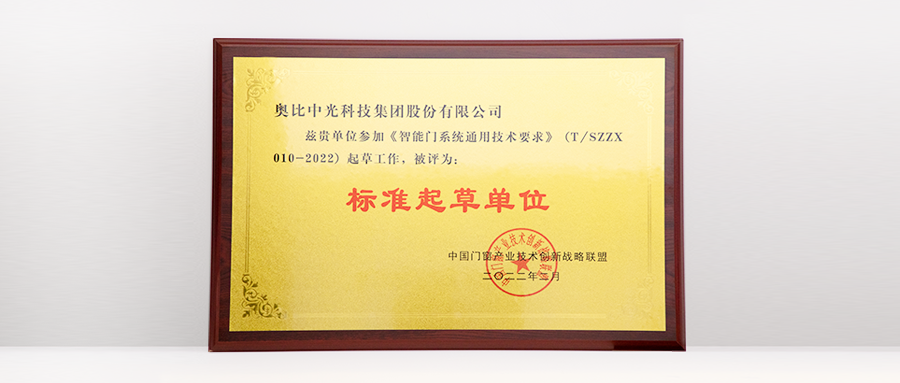 奥比中光科技集团股份有限公司
兹贵单位参加《智能门系统通用技术要求》（T/SZZX
010-2022）起草工作，被评为：
标准起草单位
中国门窗产业技术创新战略联盟
二〇二二年二月